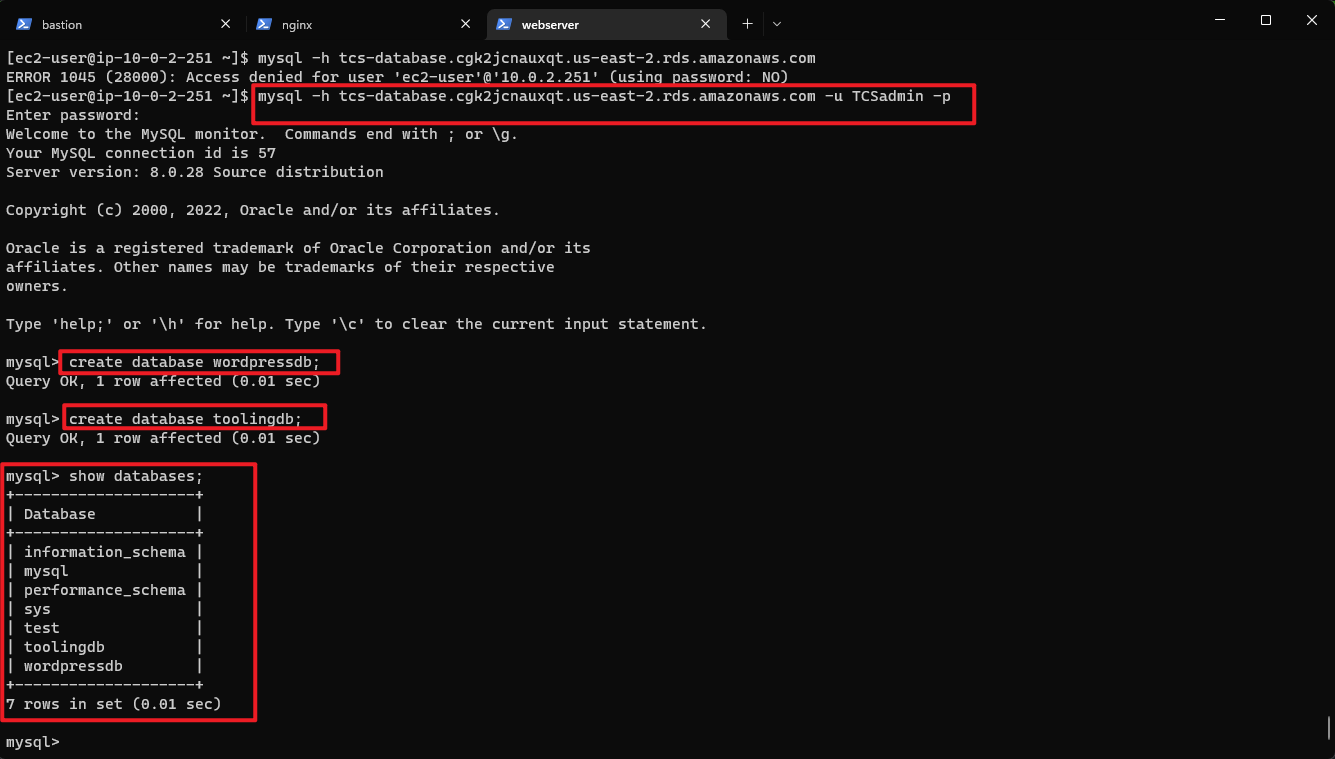 bastion
nginx
webserver
[ec2-user@ip-10-0-2-251 ~]$ mysql -h tcs-database.cgk2jcnauxqt.us-east-2.rds.amazonaws.com
ERROR 1045 (28000): Access denied for user 'ec2-user'@'10.0.2.251' (using password: NO)
[ec2-user@ip-10-0-2-251 ~]$ mysql -h tcs-database.cgk2jcnauxqt.us-east-2.rds.amazonaws.com -u TCSadmin -p
Enter password:
Welcome to the MySQL monitor.  Commands end with ; or \g.
Your MySQL connection id is 57
Server version: 8.0.28 Source distribution
Copyright (c) 2000, 2022, Oracle and/or its affiliates.
Oracle is a registered trademark of Oracle Corporation and/or its
affiliates. Other names may be trademarks of their respective
owners.
Type 'help;' or '\h' for help. Type '\c' to clear the current input statement.
mysql> create database wordpressdb;
Query OK, 1 row affected (0.01 sec)
mysql> create database toolingdb;
Query OK, 1 row affected (0.01 sec)
mysql> show databases;
+--------------------+
| Database           |
+--------------------+
| information_schema |
| mysql              |
| performance_schema |
| sys                |
| test               |
| toolingdb          |
| wordpressdb        |
+--------------------+
7 rows in set (0.01 sec)
mysql>